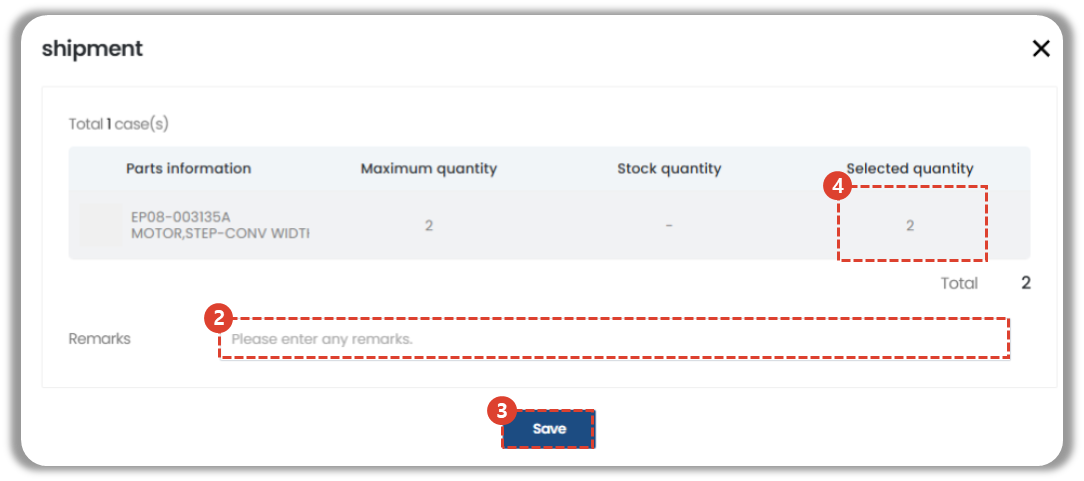 shipment
Total 1 case(s)
Parts information Maximum quantity Stock quantity Selected quantity
4
EP08-003135A
MOTOR,STEP-CONV WIDTH
2 - 2
Total 2
2
Remarks Please enter any remarks.
3
Save